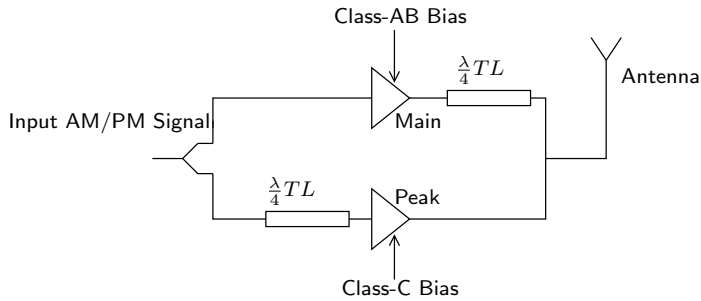 Class-AB Bias
λ/4 TL
Antenna
Input AM/PM Signal
Main
λ/4 TL
Peak
Class-C Bias